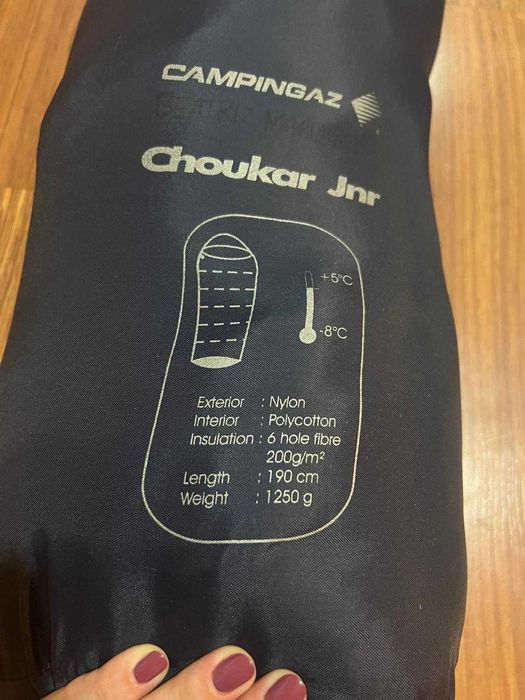 CAMPINGAZ
Choukar Jnr
+5°C
-8°C
Exterior : Nylon
Interior : Polycotton
Insulation : 6 hole fibre
200g/m²
Length : 190 cm
Weight : 1250 g